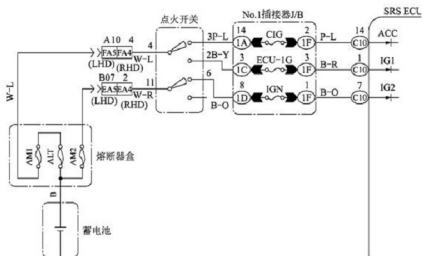 SRS ECU
点火开关
No.1插接器J/B
A10 4
FA5 FA4
W-L
(LHD)
(RHD)
4
3P-L
14
1A
CIG
2
1F
P-L
14
C10
ACC
2B-Y
3
1C
ECU-1G
3
1F
B-R
1
C10
IG1
B07 2
EA5 EA4
W-R
(LHD)
(RHD)
11
6
B-O
8
1D
IGN
1
1F
B-O
7
C10
IG2
W-L
AM1
ALT
AM2
熔断器盒
B
蓄电池